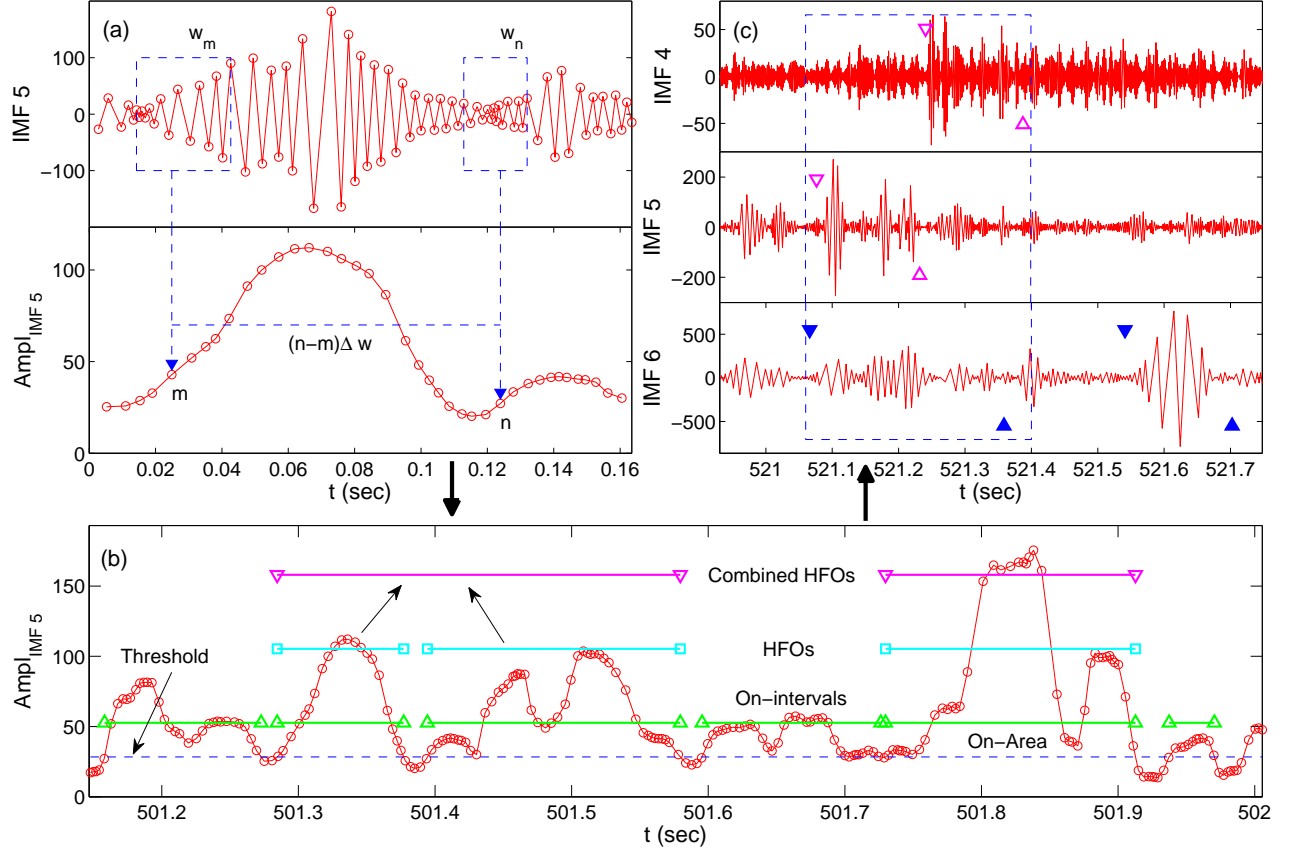 (a)
w_m
w_n
IMF 5
100
0
−100
Ampl_IMF 5
100
50
0
m
(n−m)Δ w
n
0 0.02 0.04 0.06 0.08 0.1 0.12 0.14 0.16
t (sec)
(c)
IMF 4
50
0
−50
IMF 5
200
0
−200
IMF 6
500
0
−500
521 521.1 521.2 521.3 521.4 521.5 521.6 521.7
t (sec)
(b)
Ampl_IMF 5
150
100
50
0
Combined HFOs
Threshold
HFOs
On−intervals
On−Area
501.2 501.3 501.4 501.5 501.6 501.7 501.8 501.9 502
t (sec)